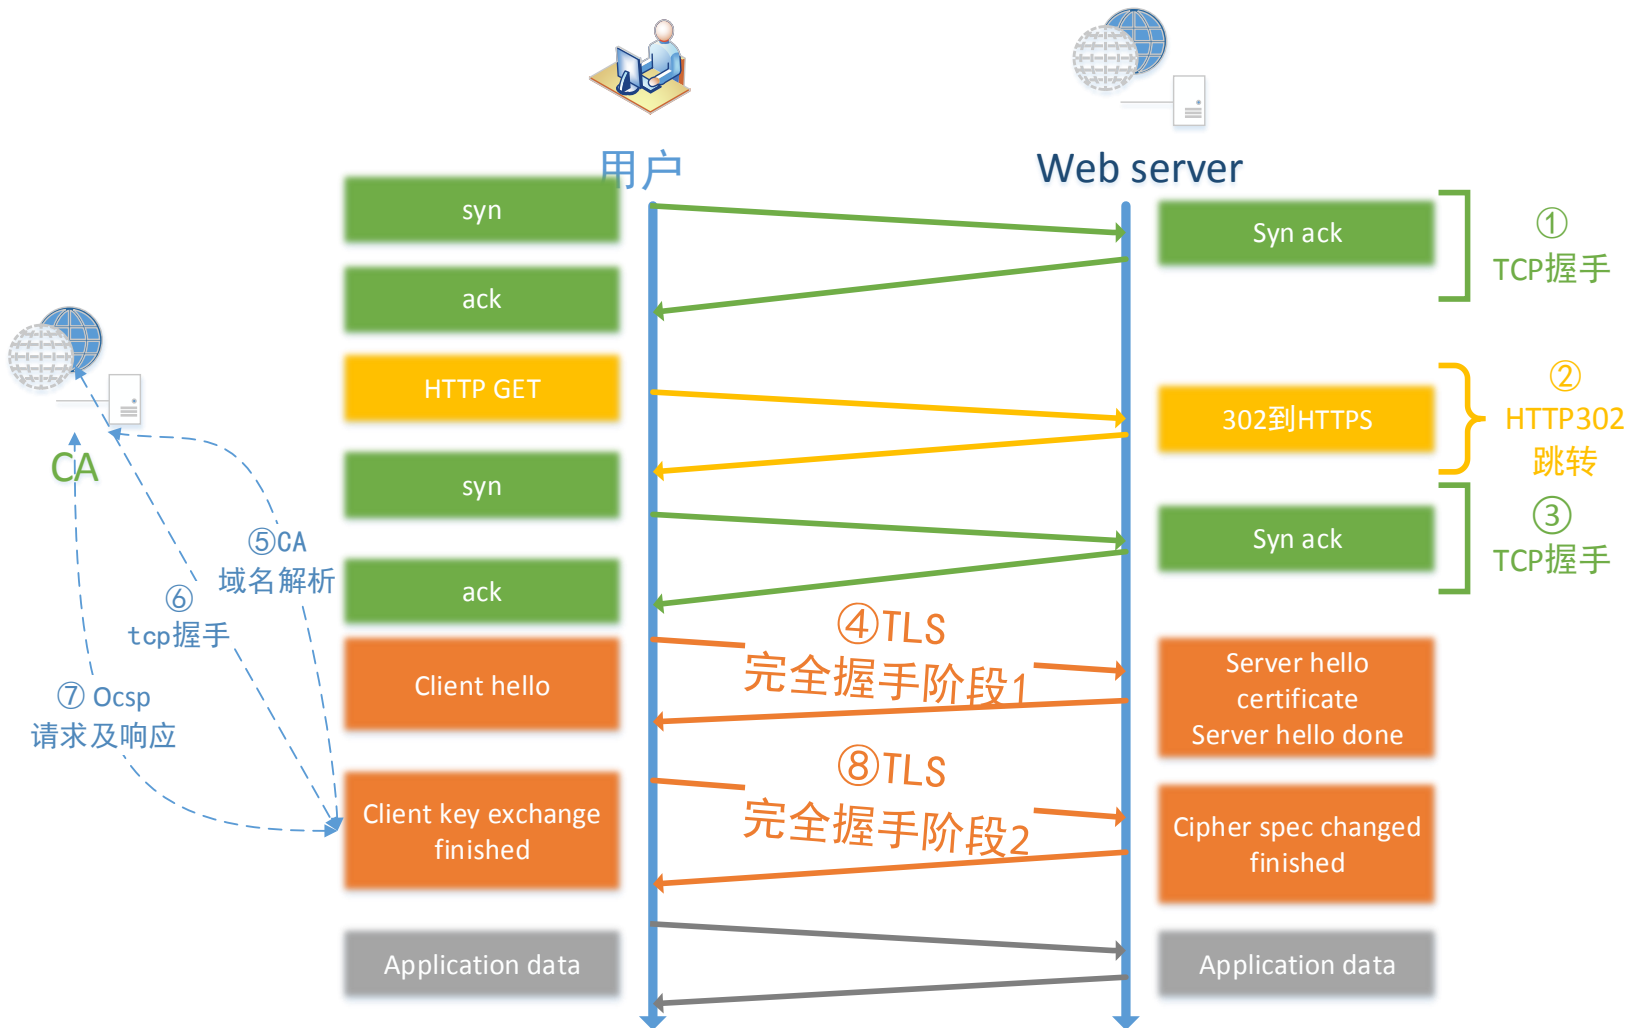 用户
Web server
syn
Syn ack
①
TCP握手
ack
HTTP GET
302到HTTPS
②
HTTP302
跳转
CA
syn
Syn ack
③
TCP握手
⑤CA
域名解析
ack
⑥
tcp握手
④TLS
完全握手阶段1
Client hello
Server hello
certificate
Server hello done
⑦Ocsp
请求及响应
⑧TLS
完全握手阶段2
Client key exchange
finished
Cipher spec changed
finished
Application data
Application data